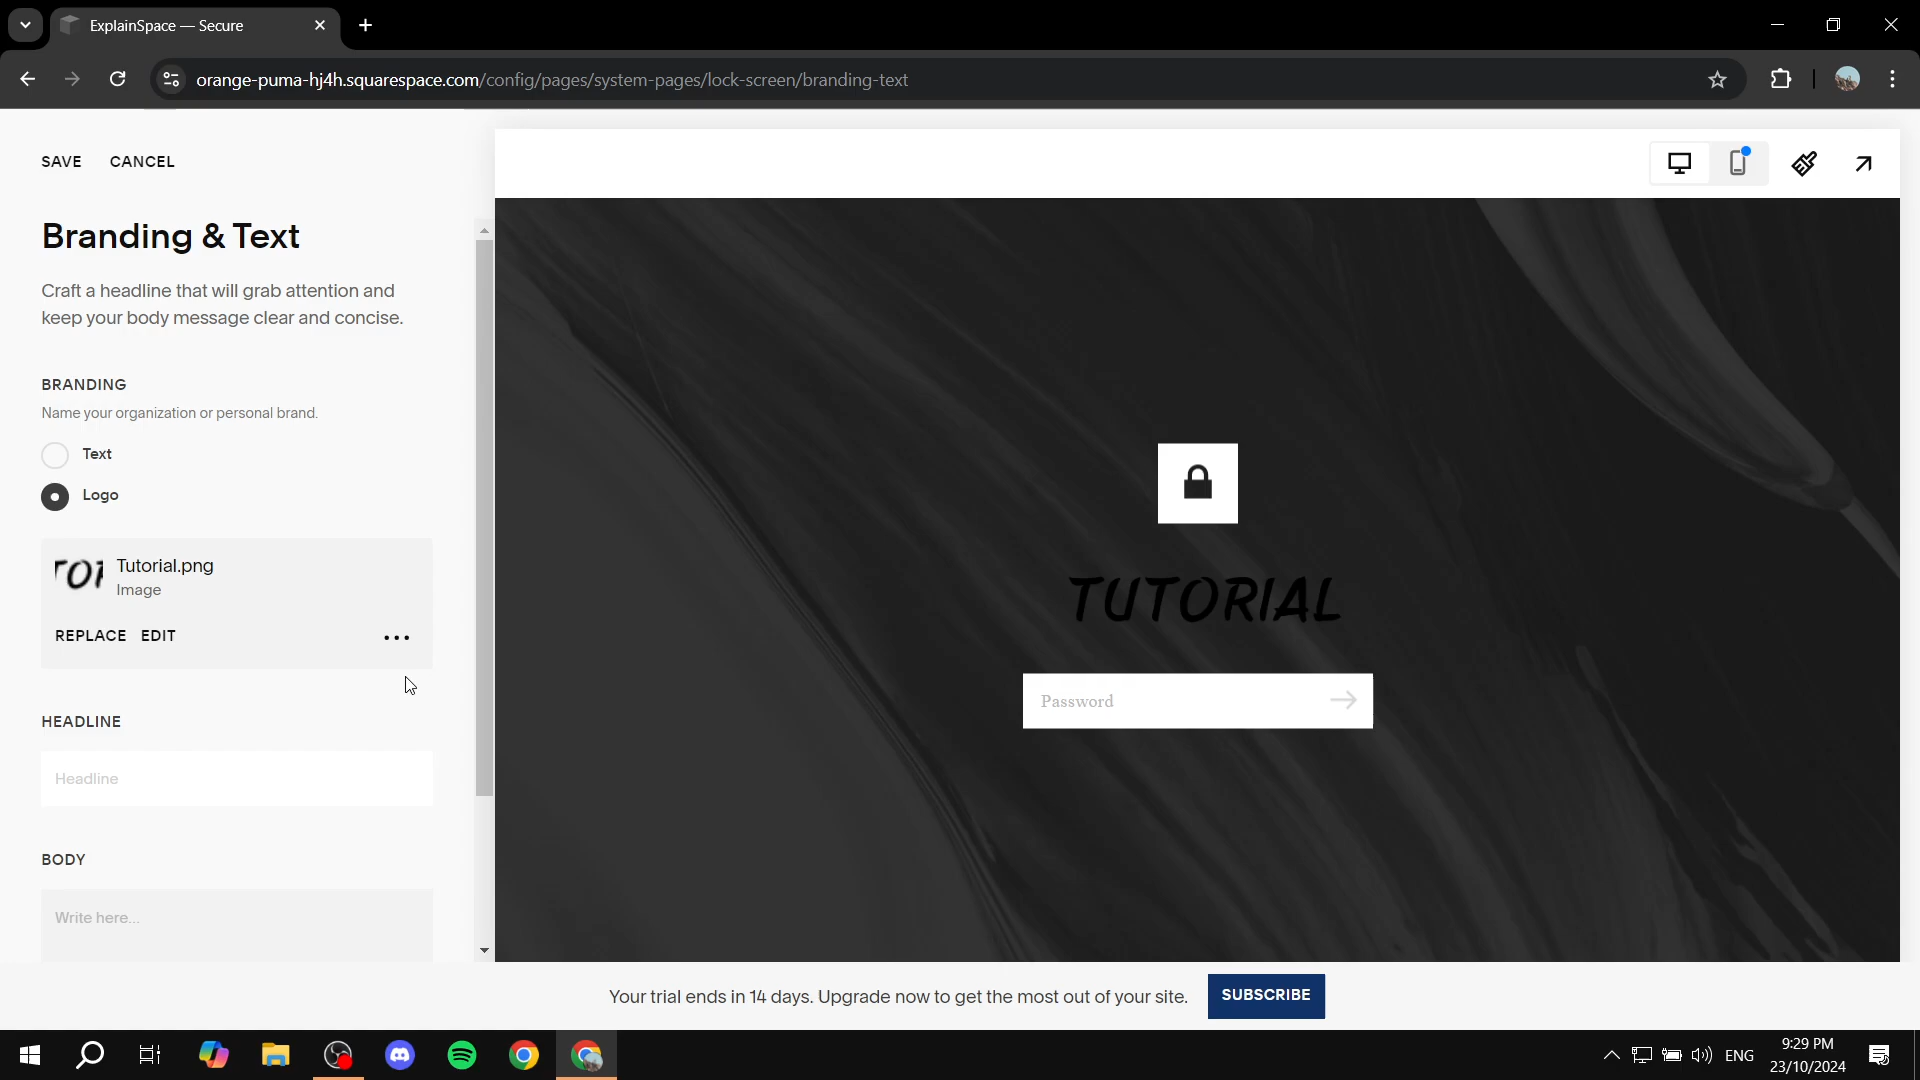 ExplainSpace — Secure
orange-puma-hj4h.squarespace.com/config/pages/system-pages/lock-screen/branding-text
SAVE CANCEL
Branding & Text
Craft a headline that will grab attention and
keep your body message clear and concise.
BRANDING
Name your organization or personal brand.
Text
Logo
Tutorial.png
Image
REPLACE EDIT
HEADLINE
Headline
BODY
Write here...
TUTORIAL
Password
Your trial ends in 14 days. Upgrade now to get the most out of your site. SUBSCRIBE
ENG
9:29 PM
23/10/2024